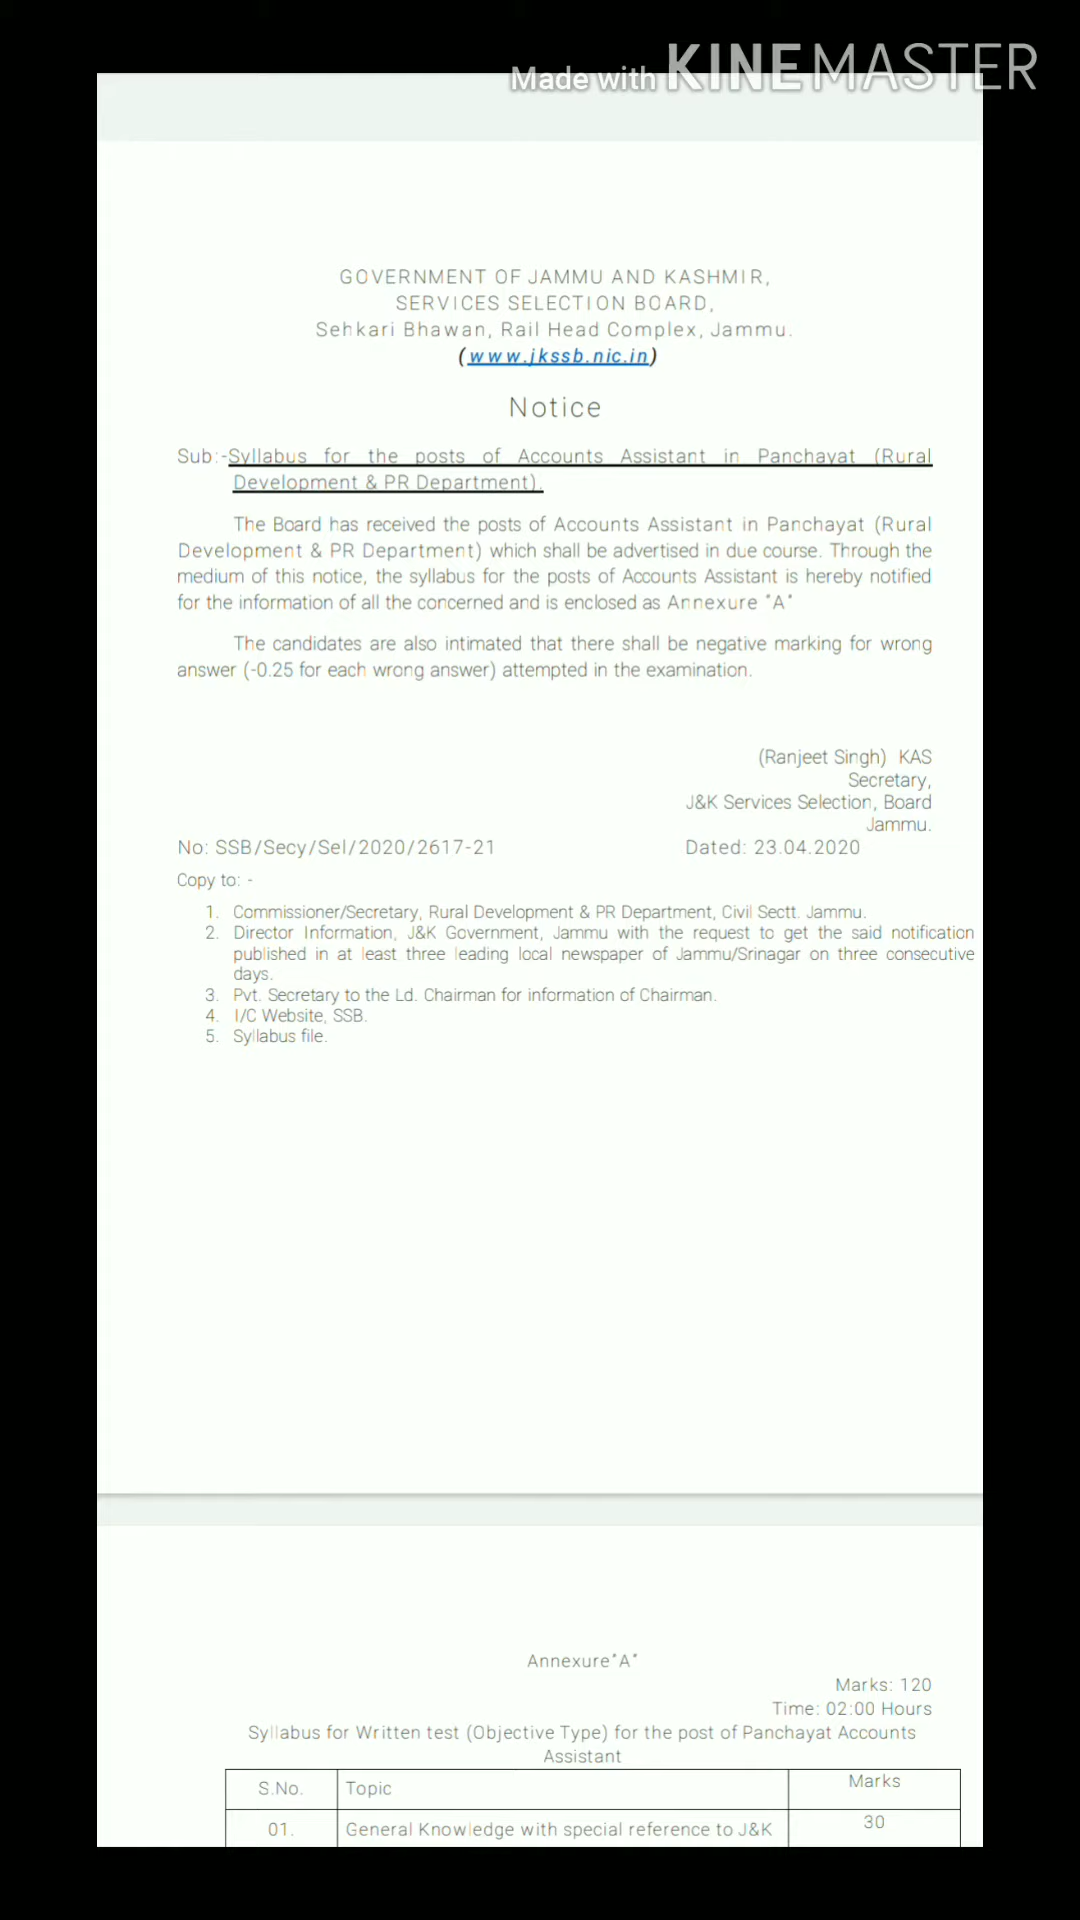 Made with KINEMASTER
GOVERNMENT OF JAMMU AND KASHMIR,
SERVICES SELECTION BOARD,
Sehkari Bhawan, Rail Head Complex, Jammu.
(www.jkssb.nic.in)
Notice
Sub:-Syllabus for the posts of Accounts Assistant in Panchayat (Rural
Development & PR Department).
The Board has received the posts of Accounts Assistant in Panchayat (Rural
Development & PR Department) which shall be advertised in due course. Through the
medium of this notice, the syllabus for the posts of Accounts Assistant is hereby notified
for the information of all the concerned and is enclosed as Annexure "A"
The candidates are also intimated that there shall be negative marking for wrong
answer (-0.25 for each wrong answer) attempted in the examination.
(Ranjeet Singh) KAS
Secretary,
J&K Services Selection, Board
Jammu.
No: SSB/Secy/Sel/2020/2617-21 Dated: 23.04.2020
Copy to: -
1. Commissioner/Secretary, Rural Development & PR Department, Civil Sectt. Jammu.
2. Director Information, J&K Government, Jammu with the request to get the said notification
published in at least three leading local newspaper of Jammu/Srinagar on three consecutive
days.
3. Pvt. Secretary to the Ld. Chairman for information of Chairman.
4. I/C Website, SSB.
5. Syllabus file.
Annexure"A"
Marks: 120
Time: 02:00 Hours
Syllabus for Written test (Objective Type) for the post of Panchayat Accounts
Assistant
S.No. Topic Marks
01. General Knowledge with special reference to J&K 30